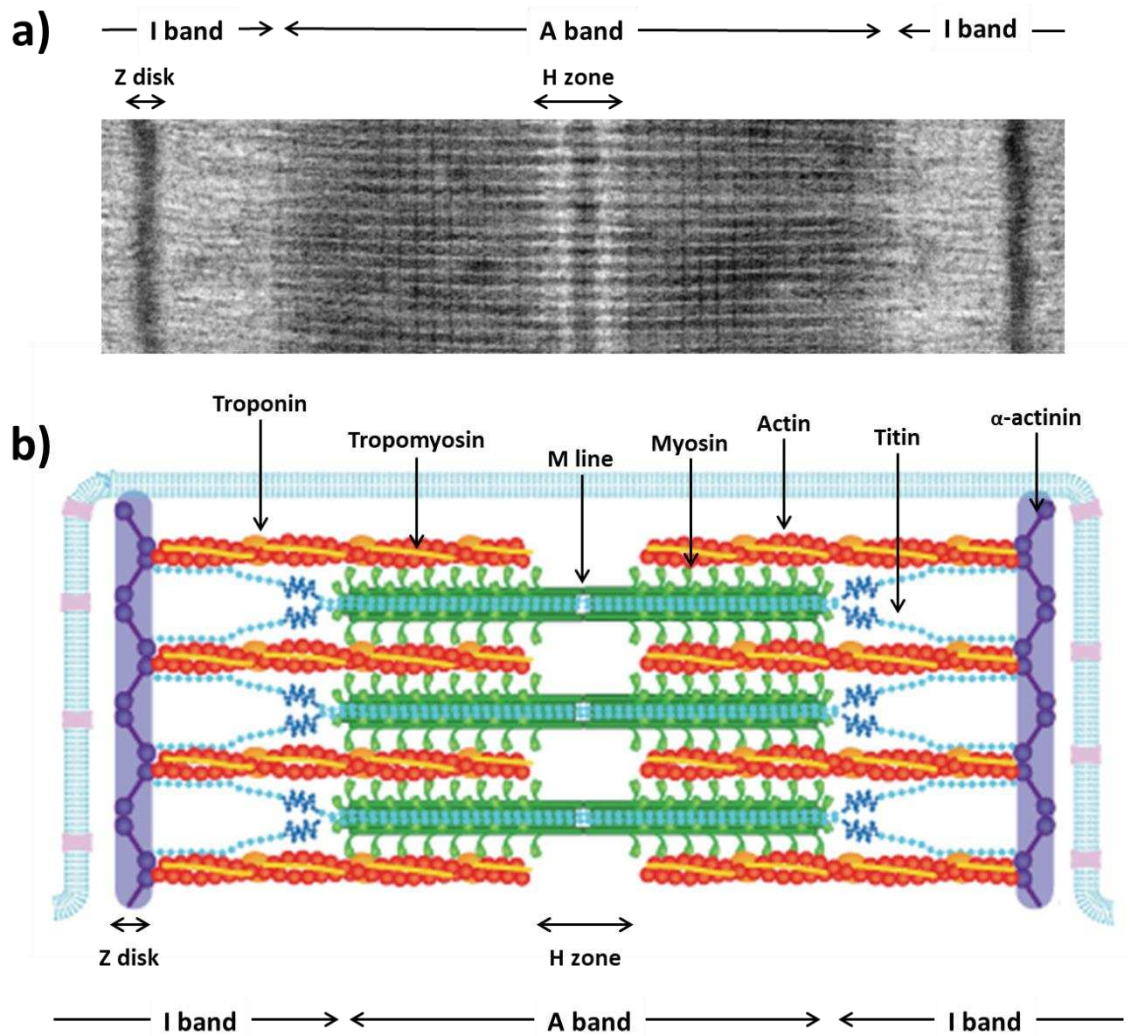 a)
I band
A band
I band
Z disk
H zone
b)
Troponin
Tropomyosin
M line
Myosin
Actin
Titin
α-actinin
Z disk
H zone
I band
A band
I band